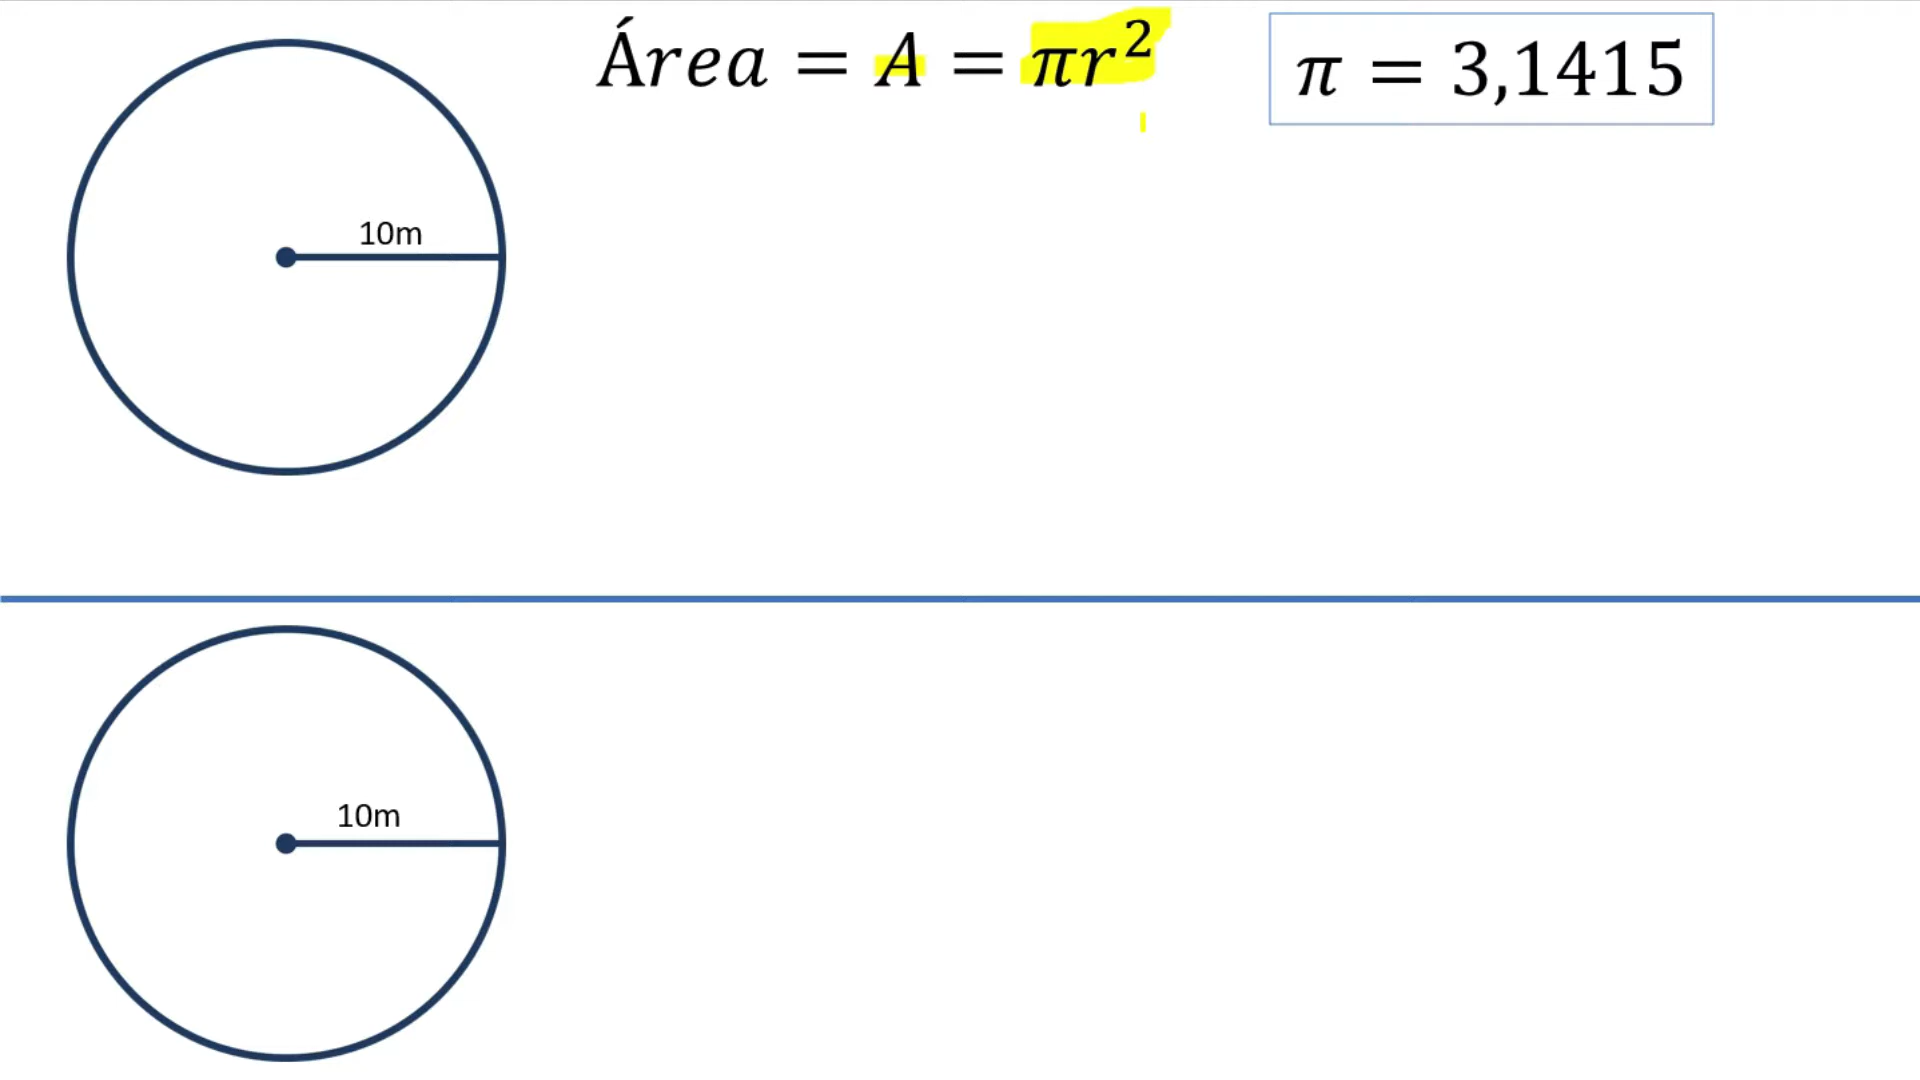 Área = A = πr²
π = 3,1415
10m
10m